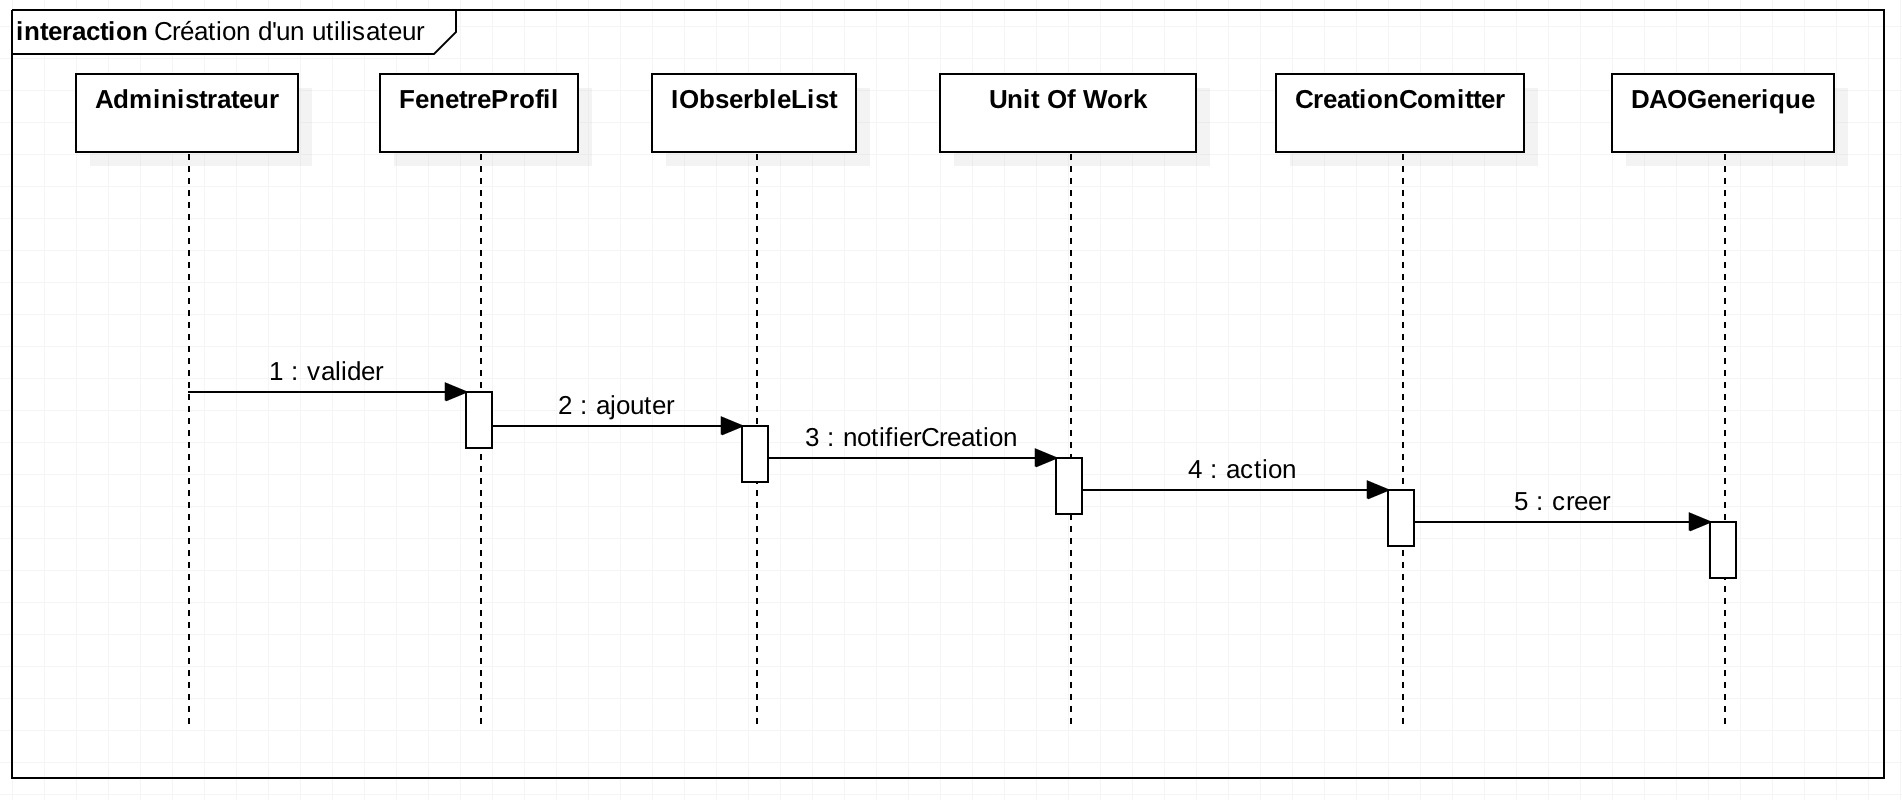 interaction Création d'un utilisateur
Administrateur
FenetreProfil
IObserbleList
Unit Of Work
CreationComitter
DAOGenerique
1 : valider
2 : ajouter
3 : notifierCreation
4 : action
5 : creer